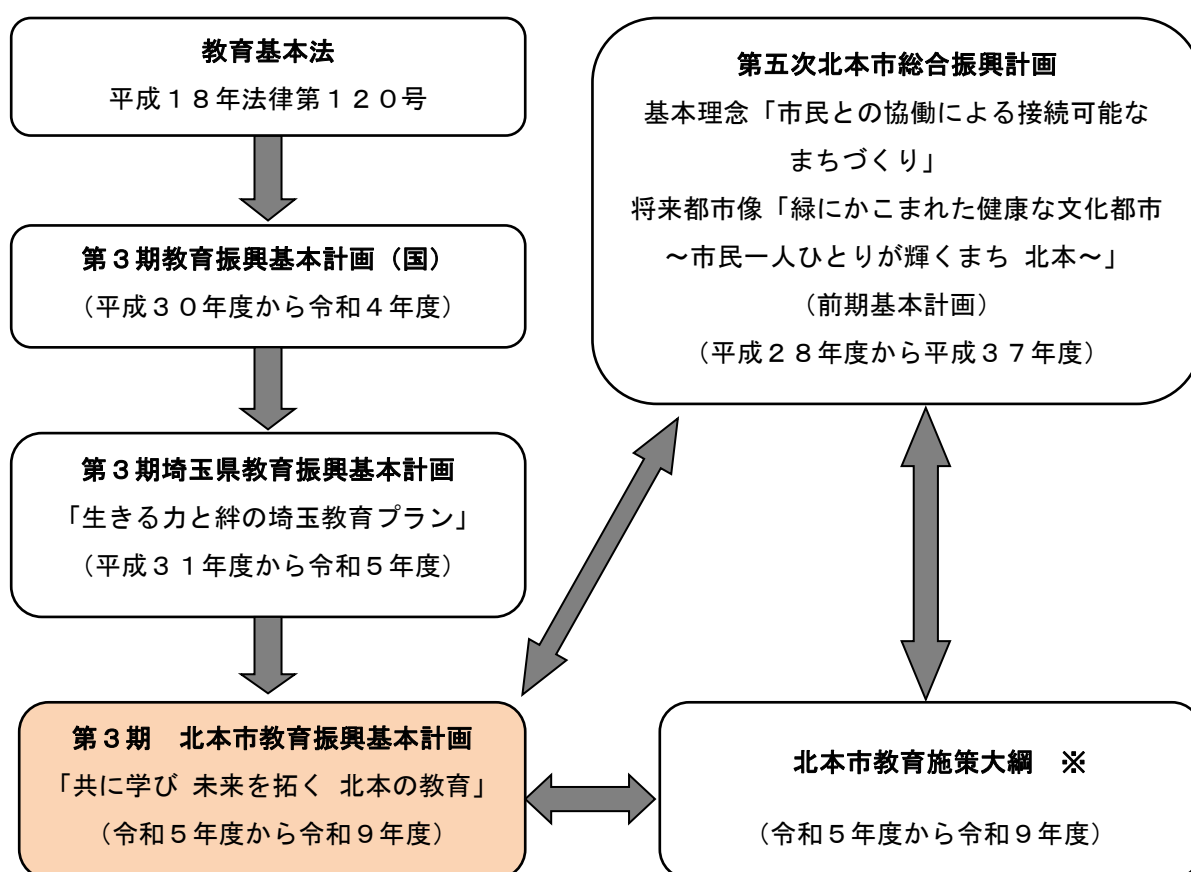 教育基本法
平成１８年法律第１２０号
第３期教育振興基本計画（国）
（平成３０年度から令和４年度）
第３期埼玉県教育振興基本計画
「生きる力と絆の埼玉教育プラン」
（平成３１年度から令和５年度）
第３期　北本市教育振興基本計画
「共に学び 未来を拓く 北本の教育」
（令和５年度から令和９年度）
第五次北本市総合振興計画
基本理念「市民との協働による接続可能な
まちづくり」
将来都市像「緑にかこまれた健康な文化都市
～市民一人ひとりが輝くまち 北本～」
（前期基本計画）
（平成２８年度から平成３７年度）
北本市教育施策大綱　※
（令和５年度から令和９年度）